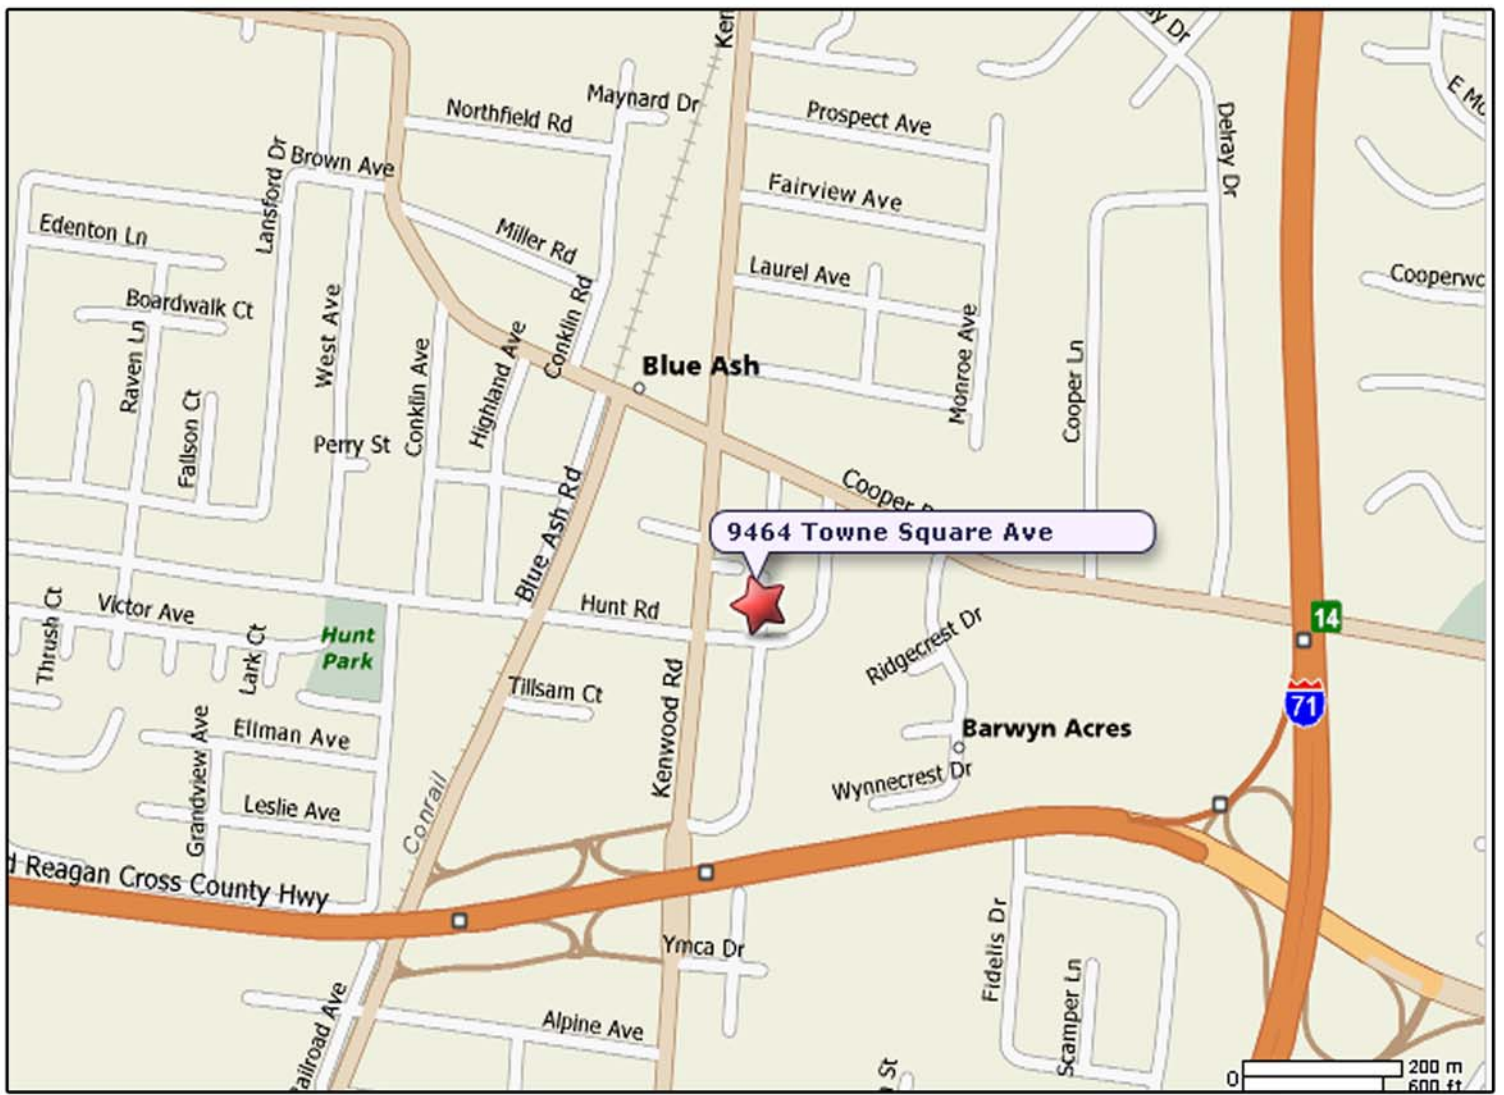 Ken
Maynard Dr
Northfield Rd
Prospect Ave
Delray Dr
Lansford Dr
Brown Ave
Fairview Ave
Edenton Ln
Miller Rd
Laurel Ave
Cooperwo
Boardwalk Ct
Raven Ln
West Ave
Conklin Ave
Highland Ave
Conklin Rd
Blue Ash
Monroe Ave
Cooper Ln
Fallson Ct
Perry St
Blue Ash Rd
Cooper
9464 Towne Square Ave
Thrush Ct
Victor Ave
Lark Ct
Hunt
Park
Hunt Rd
Ridgecrest Dr
14
71
Tillsam Ct
Kenwood Rd
Barwyn Acres
Grandview Ave
Ellman Ave
Wynnecrest Dr
Leslie Ave
Conrail
d Reagan Cross County Hwy
Ymca Dr
Fidelis Dr
Scamper Ln
ailroad Ave
Alpine Ave
St
0
200 m
600 ft